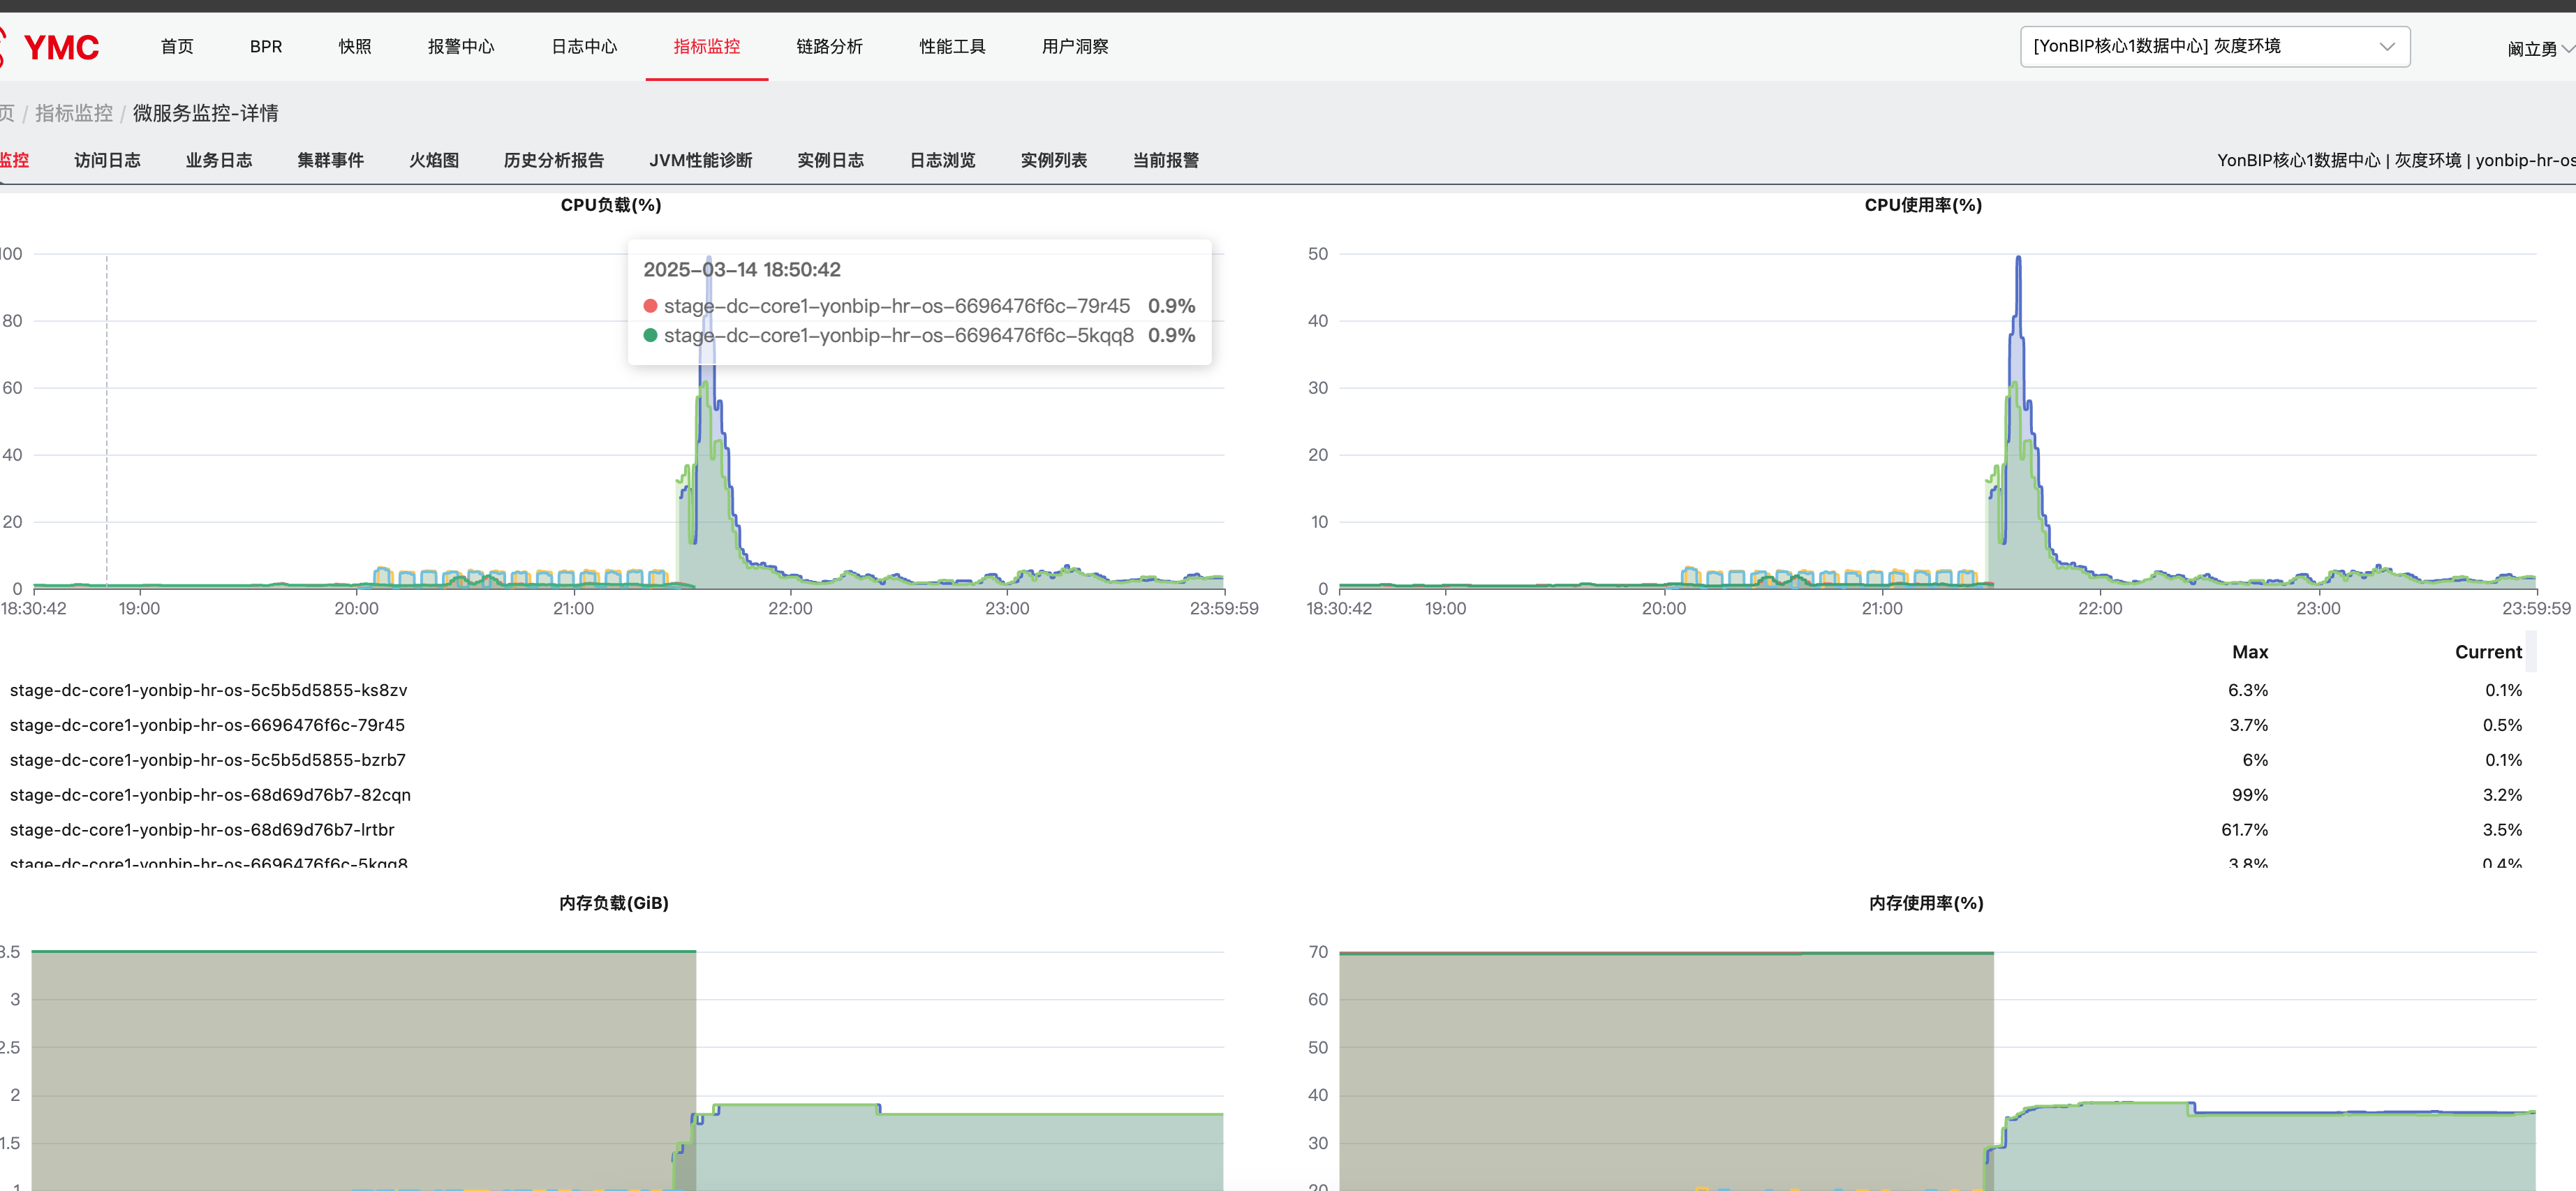 YMC 首页 BPR 快照 报警中心 日志中心 指标监控 链路分析 性能工具 用户洞察 [YonBIP核心1数据中心] 灰度环境 阚立勇
页 / 指标监控 / 微服务监控-详情
监控 访问日志 业务日志 集群事件 火焰图 历史分析报告 JVM性能诊断 实例日志 日志浏览 实例列表 当前报警 YonBIP核心1数据中心 | 灰度环境 | yonbip-hr-os
CPU负载(%)
100
80
60
40
20
0
18:30:42 19:00 20:00 21:00 22:00 23:00 23:59:59
2025-03-14 18:50:42
stage-dc-core1-yonbip-hr-os-6696476f6c-79r45 0.9%
stage-dc-core1-yonbip-hr-os-6696476f6c-5kqq8 0.9%
CPU使用率(%)
50
40
30
20
10
0
18:30:42 19:00 20:00 21:00 22:00 23:00 23:59:59
Max Current
stage-dc-core1-yonbip-hr-os-5c5b5d5855-ks8zv 6.3% 0.1%
stage-dc-core1-yonbip-hr-os-6696476f6c-79r45 3.7% 0.5%
stage-dc-core1-yonbip-hr-os-5c5b5d5855-bzrb7 6% 0.1%
stage-dc-core1-yonbip-hr-os-68d69d76b7-82cqn 99% 3.2%
stage-dc-core1-yonbip-hr-os-68d69d76b7-lrtbr 61.7% 3.5%
stage-dc-core1-yonbip-hr-os-6696476f6c-5kqq8 3.8% 0.4%
内存负载(GiB)
3.5
3
2.5
2
1.5
1
内存使用率(%)
70
60
50
40
30
20